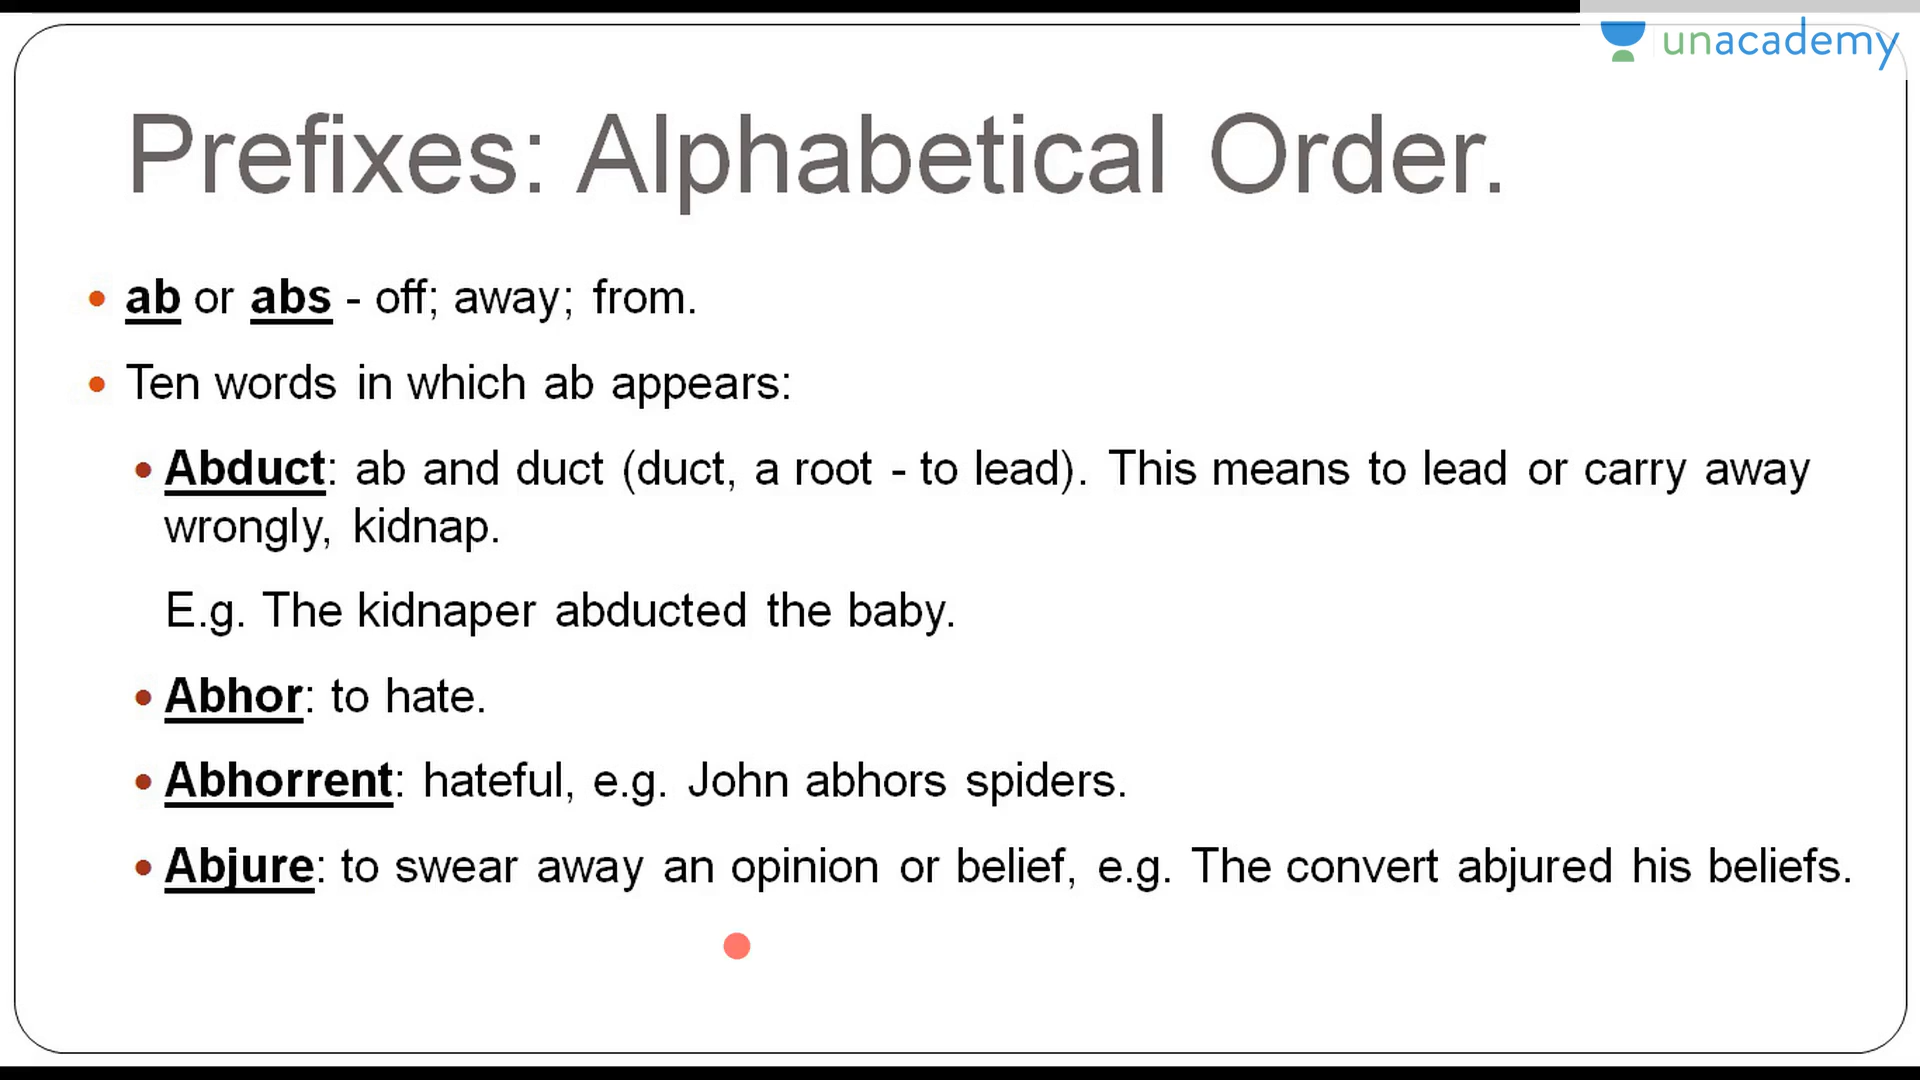 unacademy
Prefixes: Alphabetical Order.
ab or abs - off; away; from.
Ten words in which ab appears:
Abduct: ab and duct (duct, a root - to lead). This means to lead or carry away
wrongly, kidnap.
E.g. The kidnaper abducted the baby.
Abhor: to hate.
Abhorrent: hateful, e.g. John abhors spiders.
Abjure: to swear away an opinion or belief, e.g. The convert abjured his beliefs.